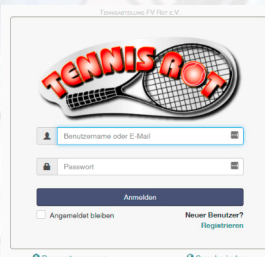 Tennisabteilung FV Rot e.V.
TENNIS ROT
Benutzername oder E-Mail
Passwort
Anmelden
Angemeldet bleiben
Neuer Benutzer?
Registrieren